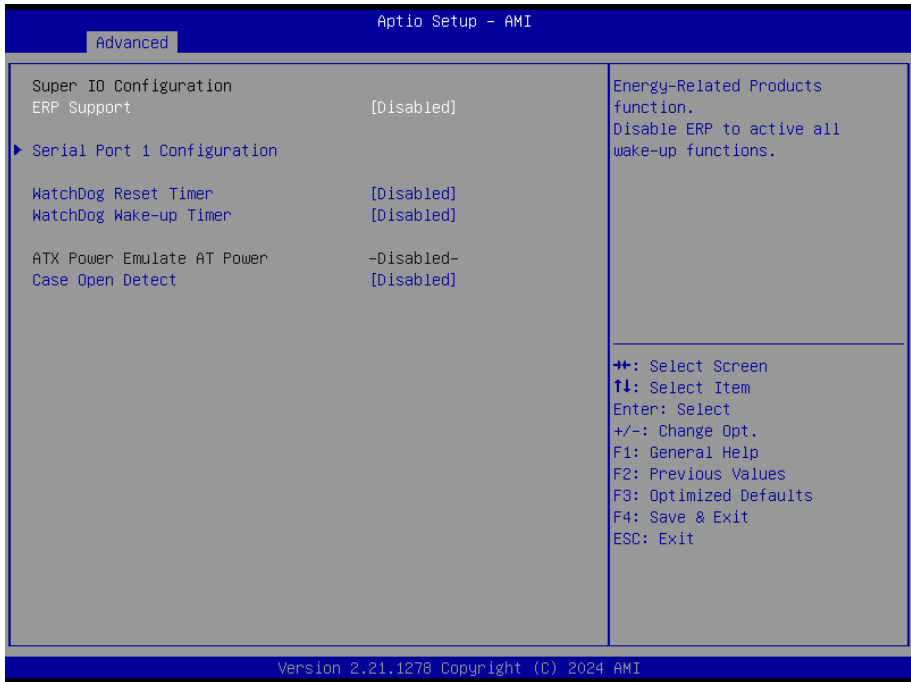 Aptio Setup – AMI
Advanced
Super IO Configuration
ERP Support [Disabled]
Serial Port 1 Configuration
WatchDog Reset Timer [Disabled]
WatchDog Wake-up Timer [Disabled]
ATX Power Emulate AT Power -Disabled-
Case Open Detect [Disabled]
Energy-Related Products
function.
Disable ERP to active all
wake-up functions.
→←: Select Screen
↑↓: Select Item
Enter: Select
+/-: Change Opt.
F1: General Help
F2: Previous Values
F3: Optimized Defaults
F4: Save & Exit
ESC: Exit
Version 2.21.1278 Copyright (C) 2024 AMI